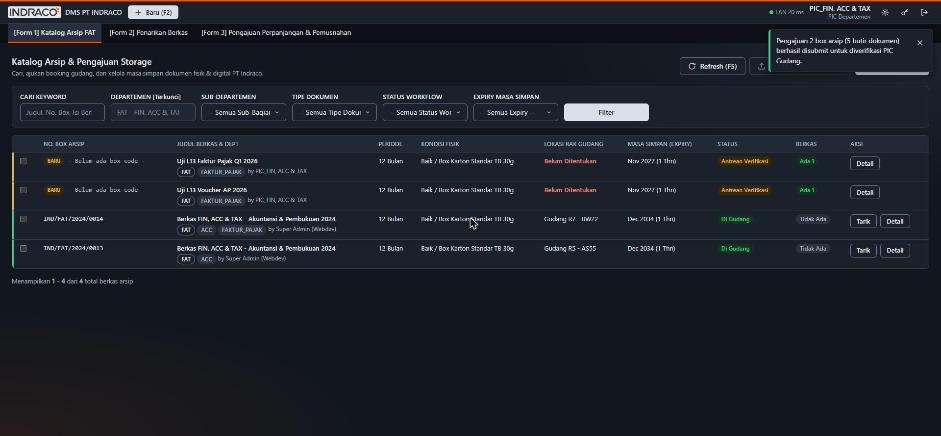 INDRACO DMS PT INDRACO + Baru (F2) LAN 20 ms PIC_FIN. ACC & TAX
PIC Departemen
[Form 1] Katalog Arsip FAT [Form 2] Penarikan Berkas [Form 3] Pengajuan Perpanjangan & Pemusnahan
Pengajuan 2 box arsip (5 butir dokumen)
berhasil disubmit untuk diverifikasi PIC
Gudang.
Katalog Arsip & Pengajuan Storage
Cari, ajukan booking gudang, dan kelola masa simpan dokumen fisik & digital PT Indraco.
Refresh (F5)
CARI KEYWORD DEPARTEMEN [Terkunci] SUB-DEPARTEMEN TIPE DOKUMEN STATUS WORKFLOW EXPIRY MASA SIMPAN
Judul, No. Box, Isi Beri FAT - FIN, ACC & TAX -- Semua Sub-Bagian -- Semua Tipe Dokur -- Semua Status Wor -- Semua Expiry -- Filter
NO. BOX ARSIP JUDUL BERKAS & DEPT PERIODE KONDISI FISIK LOKASI RAK GUDANG MASA SIMPAN (EXPIRY) STATUS BERKAS AKSI
BARU - Belum ada box code - Uji L13 Faktur Pajak Q1 2026 12 Bulan Baik / Box Karton Standar TB 30g Belum Ditentukan Nov 2027 (1 Thn) Antrean Verifikasi Ada 1 Detail
FAT FAKTUR_PAJAK by PIC_FIN, ACC & TAX
BARU - Belum ada box code Uji L13 Voucher AP 2026 12 Bulan Baik / Box Karton Standar TB 30g Belum Ditentukan Nov 2027 (1 Thn) Antrean Verifikasi Ada 1 Detail
FAT FAKTUR_PAJAK by PIC_FIN, ACC & TAX
IND/FAT/2024/0014 Berkas FIN, ACC & TAX - Akuntansi & Pembukuan 2024 12 Bulan Baik / Box Karton Standar TB 30g Gudang R7 - BW22 Dec 2034 (1 Thn) Di Gudang Tidak Ada Tarik Detail
FAT ACC FAKTUR_PAJAK by Super Admin (Webdev)
IND/FAT/2024/0013 Berkas FIN, ACC & TAX - Akuntansi & Pembukuan 2024 12 Bulan Baik / Box Karton Standar TB 30g Gudang R5 - AS55 Dec 2034 (1 Thn) Di Gudang Tidak Ada Tarik Detail
FAT ACC by Super Admin (Webdev)
Menampilkan 1 - 4 dari 4 total berkas arsip